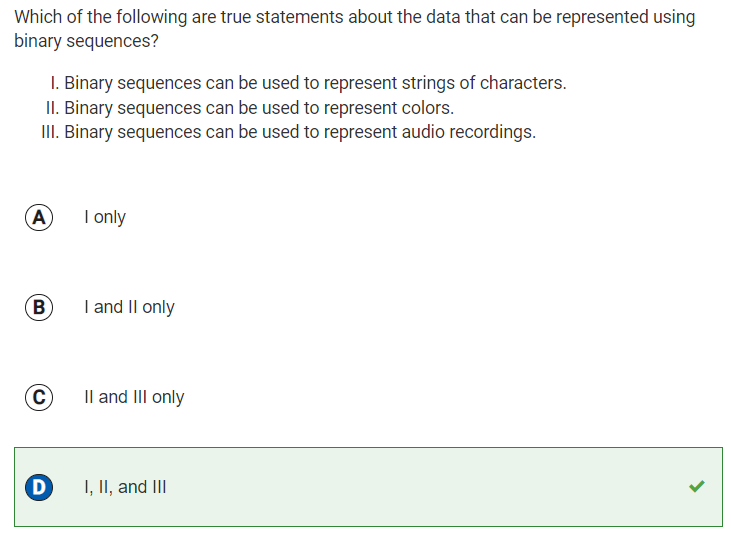 Which of the following are true statements about the data that can be represented using
binary sequences?
I. Binary sequences can be used to represent strings of characters.
II. Binary sequences can be used to represent colors.
III. Binary sequences can be used to represent audio recordings.
A I only
B I and II only
C II and III only
D I, II, and III